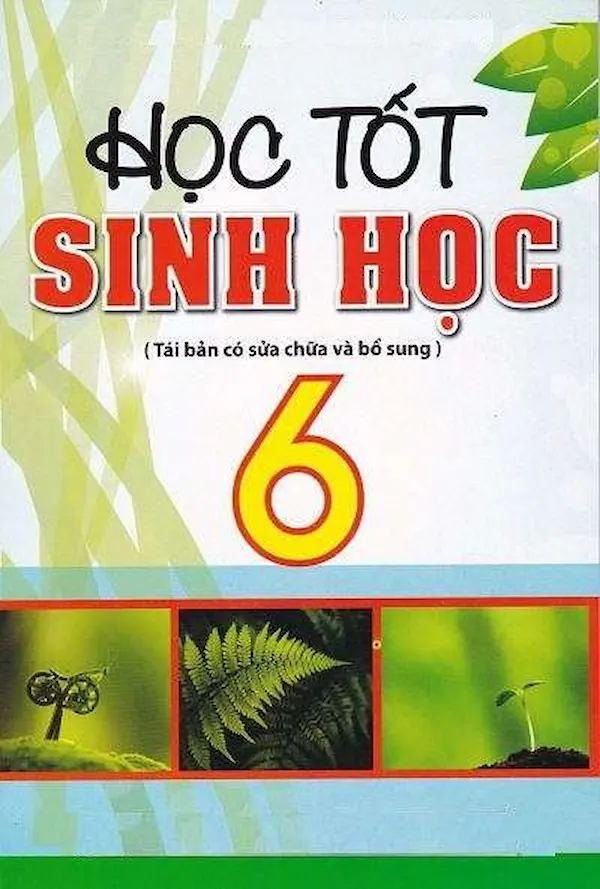 HỌC TỐT
SINH HỌC
(Tái bản có sửa chữa và bổ sung)
6